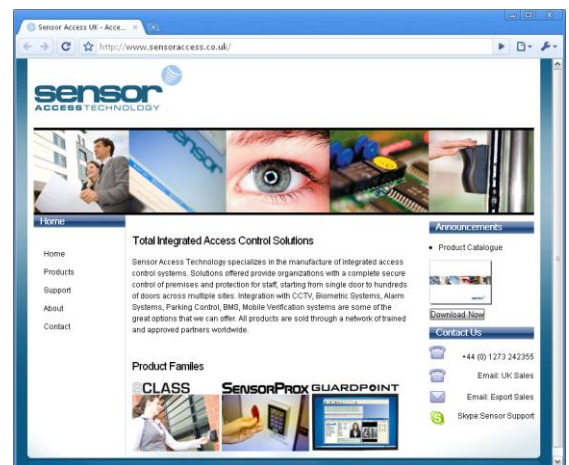 Sensor Access UK - Acce...
http://www.sensoraccess.co.uk/
sensor
ACCESSTECHNOLOGY
sensor
Home
Home
Products
Support
About
Contact
Total Integrated Access Control Solutions
Sensor Access Technology specializes in the manufacture of integrated access
control systems. Solutions offered provide organizations with a complete secure
control of premises and protection for staff, starting from single door to hundreds
of doors across multiple sites. Integration with CCTV, Biometric Systems, Alarm
Systems, Parking Control, BMS, Mobile Verification systems are some of the
great options that we can offer. All products are sold through a network of trained
and approved partners worldwide.
Product Familes
CLASS
SENSORPROX
GUARDPOINT
Announcements
Product Catalogue
sensor
Download Now
Contact Us
+44 (0) 1273 242355
Email: UK Sales
Email: Export Sales
Skype:Sensor Support